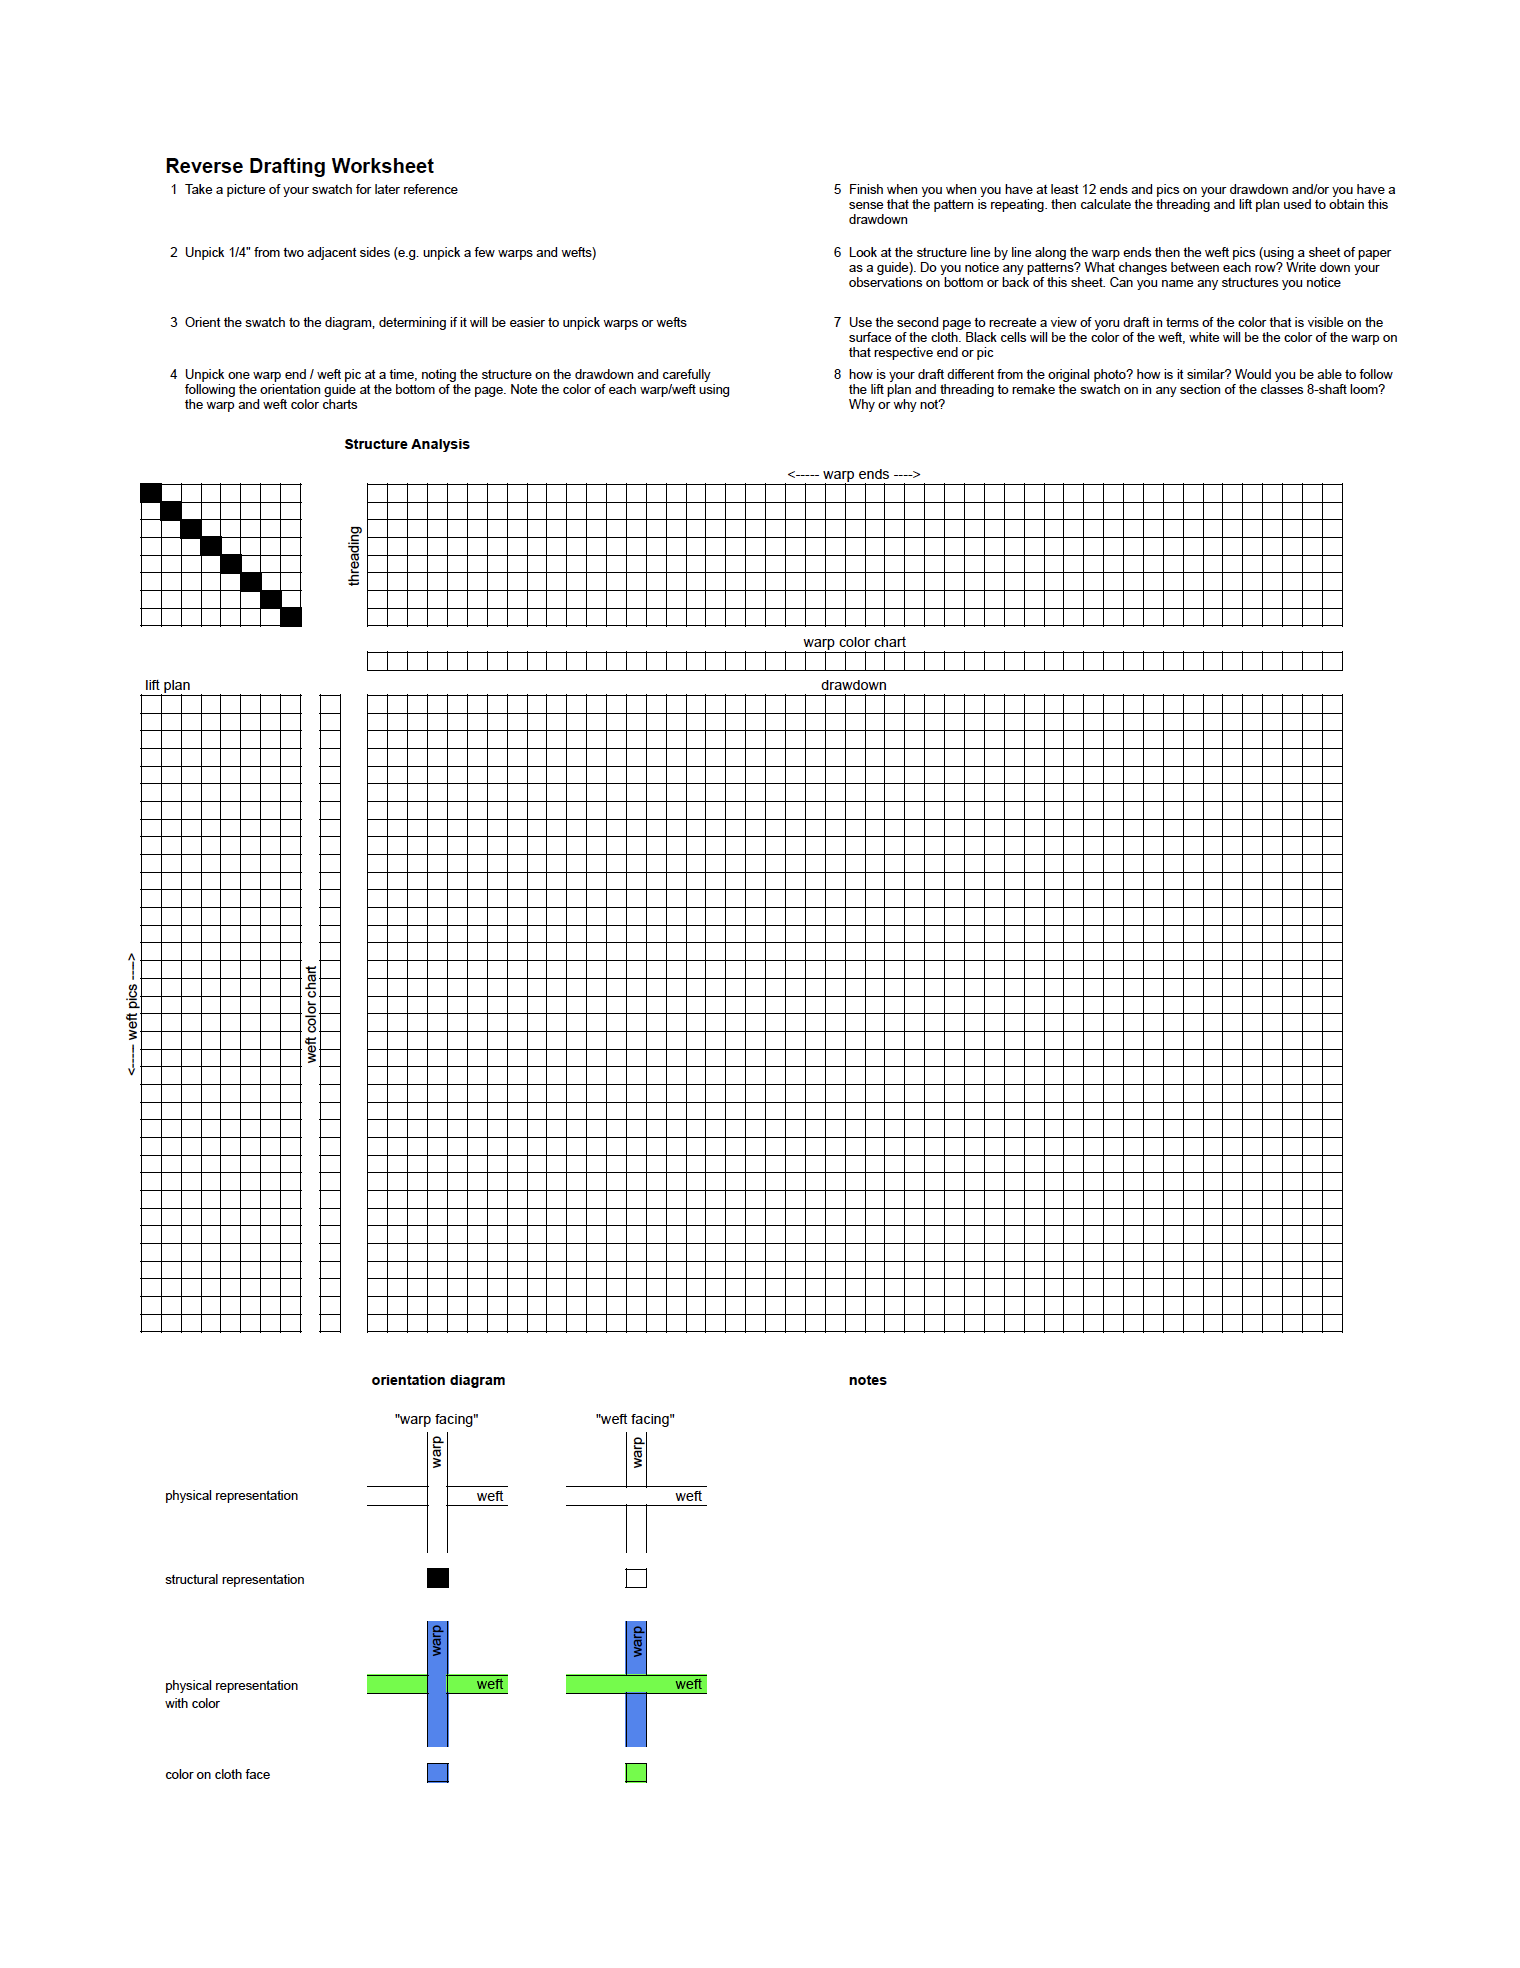 Reverse Drafting Worksheet
1 Take a picture of your swatch for later reference
2 Unpick 1/4" from two adjacent sides (e.g. unpick a few warps and wefts)
3 Orient the swatch to the diagram, determining if it will be easier to unpick warps or wefts
4 Unpick one warp end / weft pic at a time, noting the structure on the drawdown and carefully
following the orientation guide at the bottom of the page. Note the color of each warp/weft using
the warp and weft color charts
5 Finish when you when you have at least 12 ends and pics on your drawdown and/or you have a
sense that the pattern is repeating. then calculate the threading and lift plan used to obtain this
drawdown
6 Look at the structure line by line along the warp ends then the weft pics (using a sheet of paper
as a guide). Do you notice any patterns? What changes between each row? Write down your
observations on bottom or back of this sheet. Can you name any structures you notice
7 Use the second page to recreate a view of yoru draft in terms of the color that is visible on the
surface of the cloth. Black cells will be the color of the weft, white will be the color of the warp on
that respective end or pic
8 how is your draft different from the original photo? how is it similar? Would you be able to follow
the lift plan and threading to remake the swatch on in any section of the classes 8-shaft loom?
Why or why not?
Structure Analysis
<----- warp ends ---->
threading
warp color chart
lift plan
drawdown
<----- weft pics ---->
weft color chart
orientation diagram
notes
"warp facing"
"weft facing"
warp
warp
physical representation
weft
weft
structural representation
warp
warp
physical representation
with color
weft
weft
color on cloth face